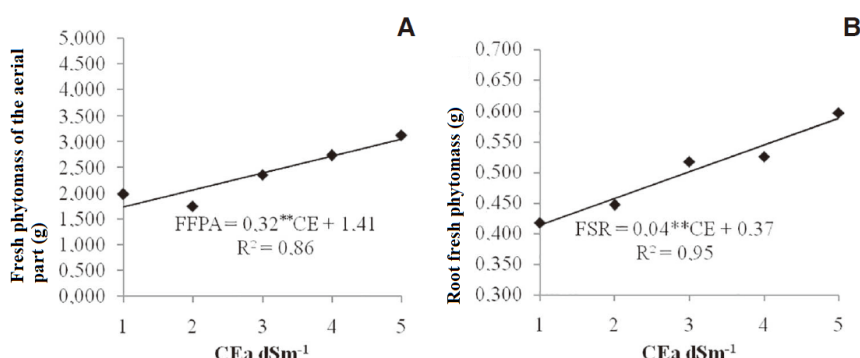 A
Fresh phytomass of the aerial
part (g)
5,000
4,500
4,000
3,500
3,000
2,500
2,000
1,500
1,000
0,500
0,000
FFPA = 0,32**CE + 1,41
R² = 0,86
1 2 3 4 5
CEa dSm⁻¹
B
Root fresh phytomass (g)
0,700
0,650
0,600
0,550
0,500
0,450
0,400
0,350
0,300
FSR = 0,04**CE + 0,37
R² = 0,95
1 2 3 4 5
CEa dSm⁻¹